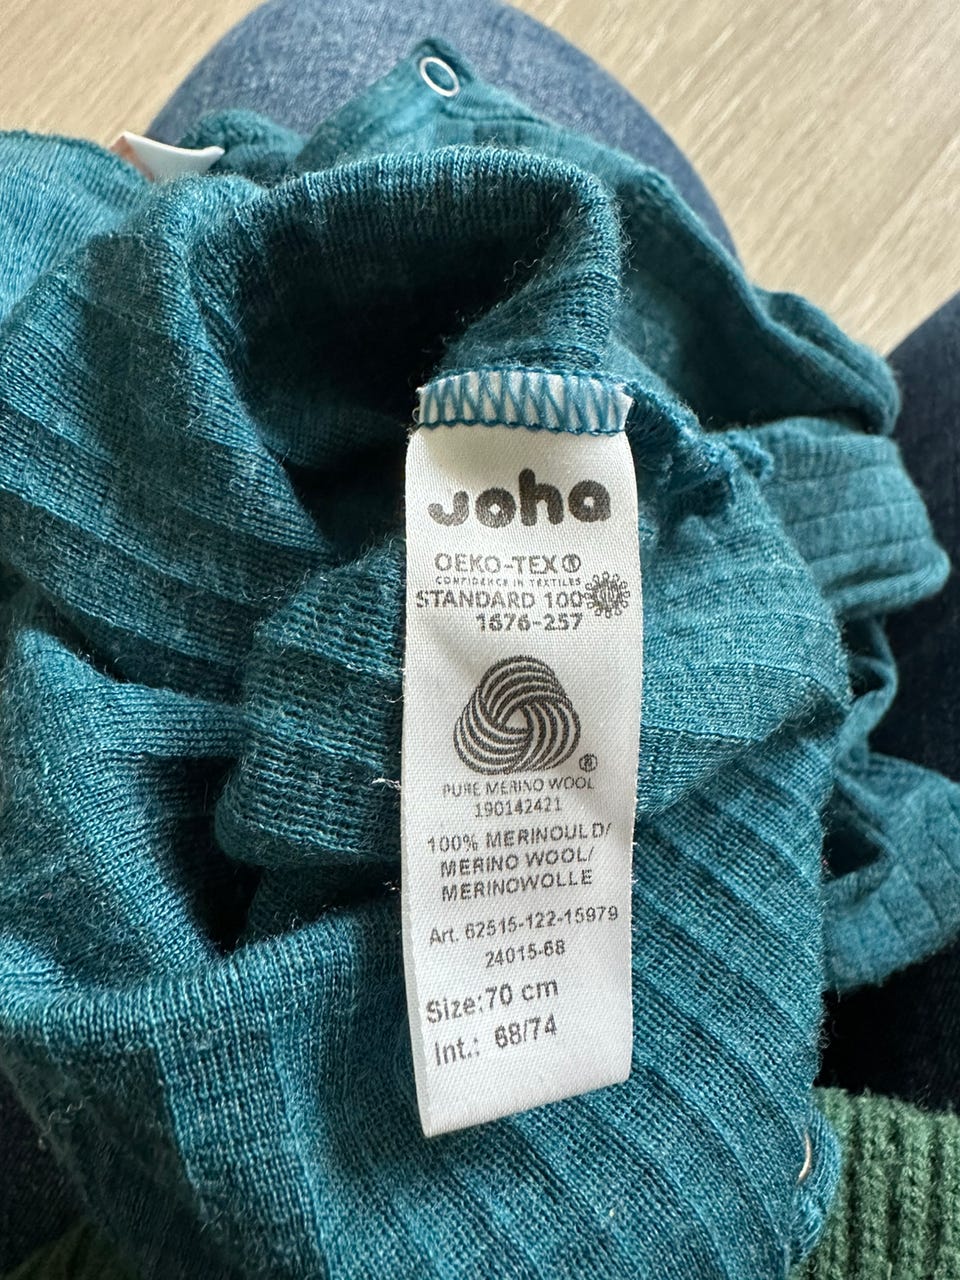 joha
OEKO-TEX®
CONFIDENCE IN TEXTILES
STANDARD 100
1676-257
®
PURE MERINO WOOL
190142421
100% MERINOULD/
MERINO WOOL/
MERINOWOLLE
Art. 62515-122-15979
24015-68
Size:70 cm
Int.: 68/74